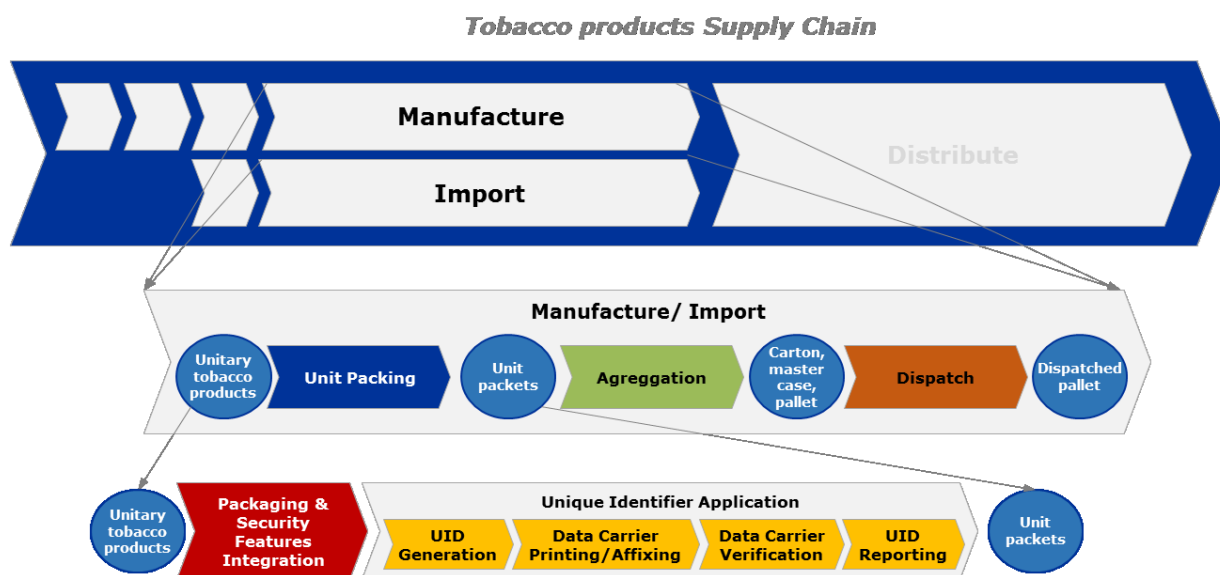 Tobacco products Supply Chain
Manufacture
Distribute
Import
Manufacture/ Import
Unitary
tobacco
products
Unit Packing
Unit
packets
Agreggation
Carton,
master
case,
pallet
Dispatch
Dispatched
pallet
Unitary
tobacco
products
Packaging &
Security
Features
Integration
Unique Identifier Application
UID
Generation
Data Carrier
Printing/Affixing
Data Carrier
Verification
UID
Reporting
Unit
packets